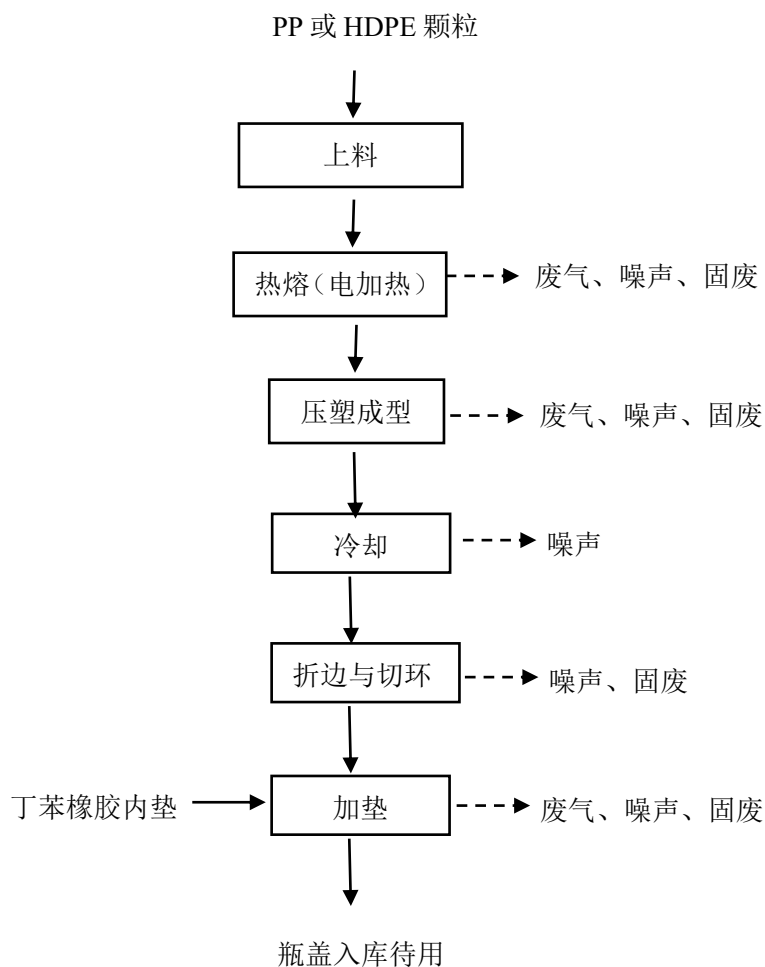 PP 或 HDPE 颗粒
上料
热熔（电加热）
废气、噪声、固废
压塑成型
废气、噪声、固废
冷却
噪声
折边与切环
噪声、固废
丁苯橡胶内垫
加垫
废气、噪声、固废
瓶盖入库待用